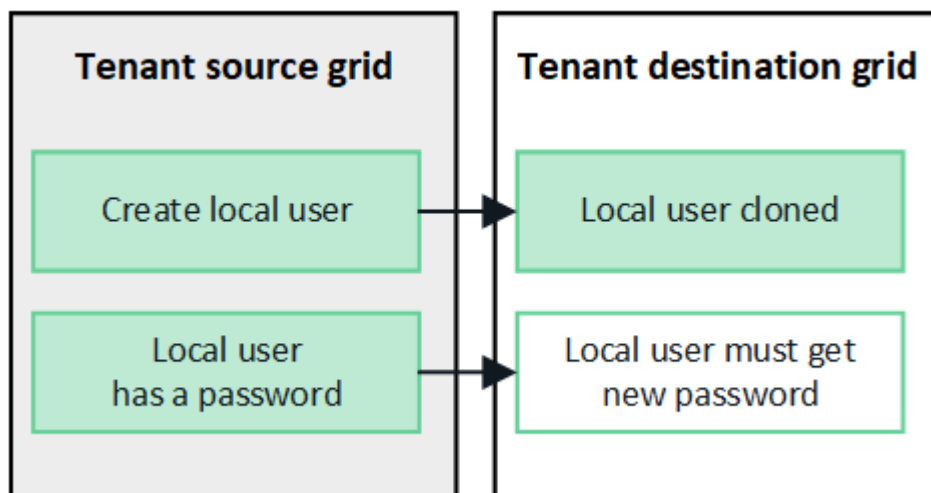 Tenant source grid
Tenant destination grid
Create local user
Local user cloned
Local user
has a password
Local user must get
new password